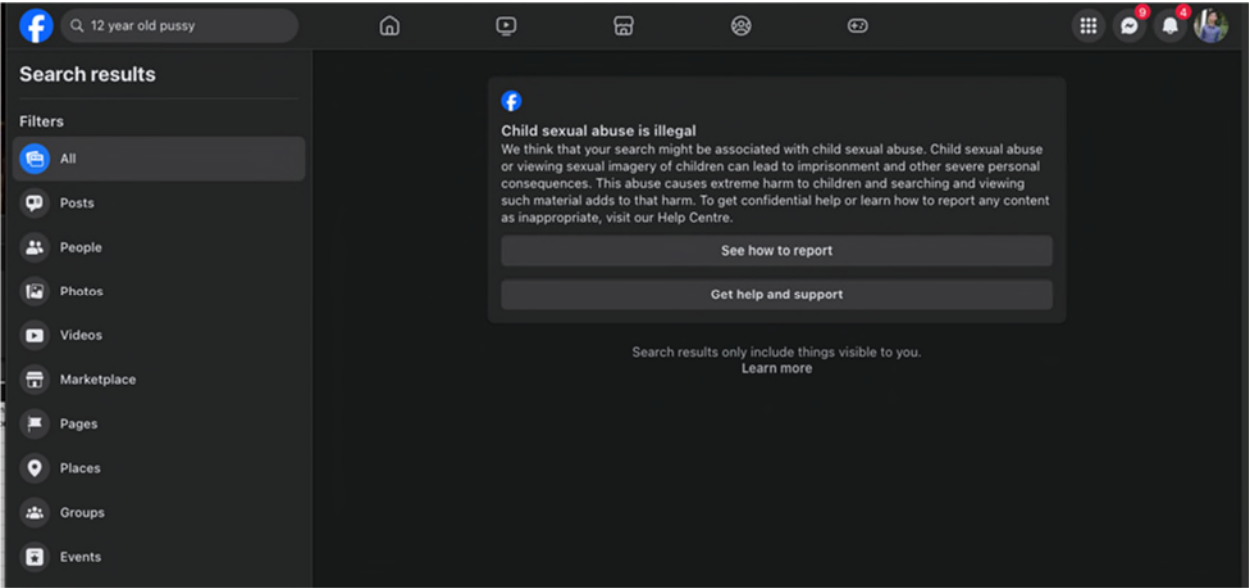 12 year old pussy
9
4
Search results
Filters
All
Posts
People
Photos
Videos
Marketplace
Pages
Places
Groups
Events
Child sexual abuse is illegal
We think that your search might be associated with child sexual abuse. Child sexual abuse
or viewing sexual imagery of children can lead to imprisonment and other severe personal
consequences. This abuse causes extreme harm to children and searching and viewing
such material adds to that harm. To get confidential help or learn how to report any content
as inappropriate, visit our Help Centre.
See how to report
Get help and support
Search results only include things visible to you.
Learn more